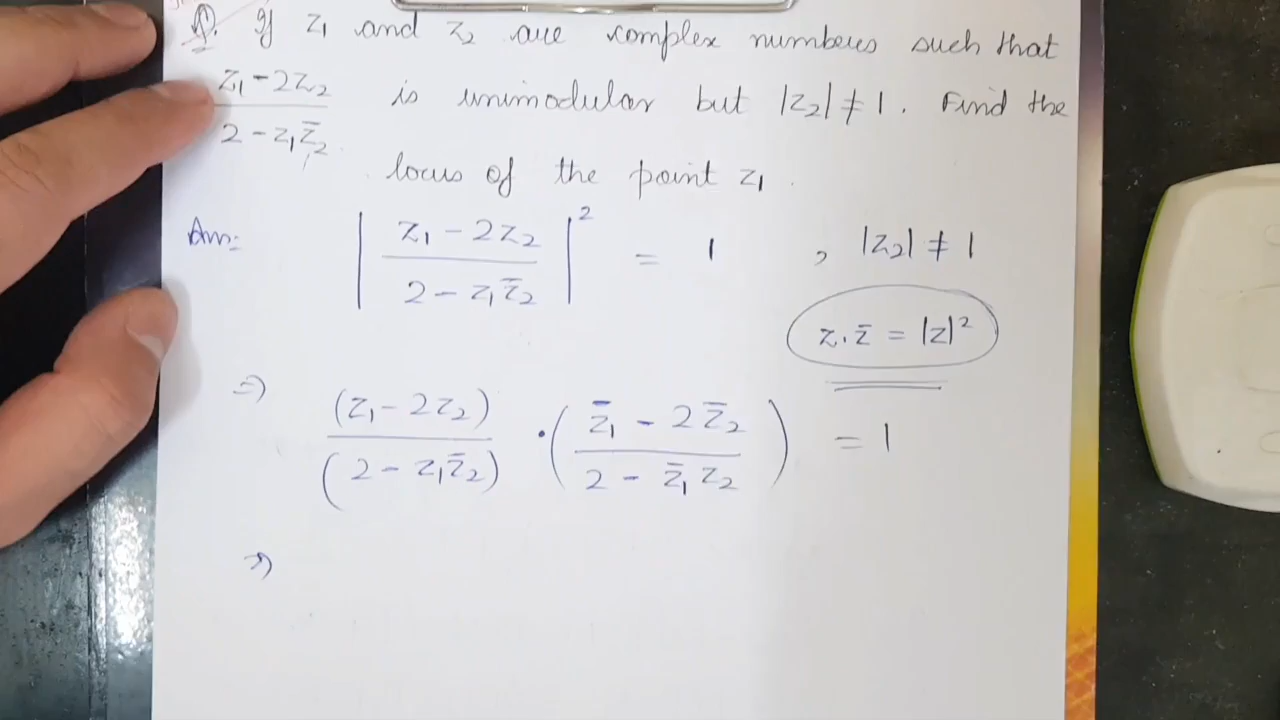 Q. If z₁ and z₂ are complex numbers such that
(z₁ - 2z₂)/(2 - z₁z̄₂) is unimodular but |z₂| ≠ 1. Find the
locus of the point z₁.
Ans: |(z₁ - 2z₂)/(2 - z₁z̄₂)|² = 1 , |z₂| ≠ 1
z.z̄ = |z|²
⇒ (z₁ - 2z₂)/(2 - z₁z̄₂) · ((z̄₁ - 2z̄₂)/(2 - z̄₁z₂)) = 1
⇒